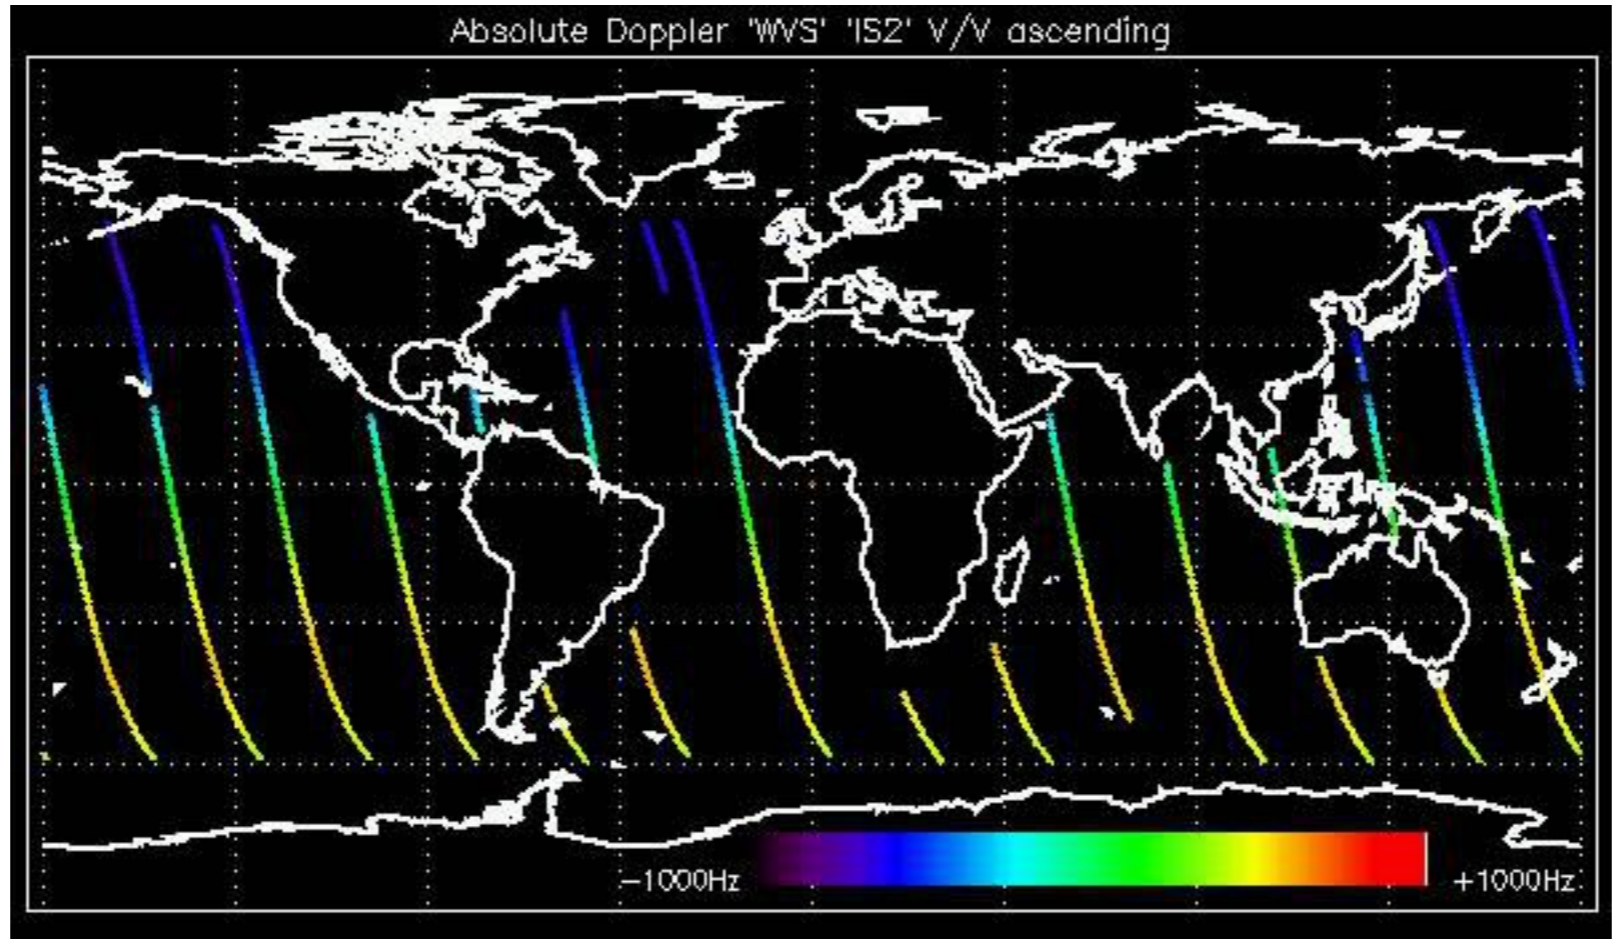 Absolute Doppler 'WVS' 'IS2' V/V ascending
−1000Hz
+1000Hz